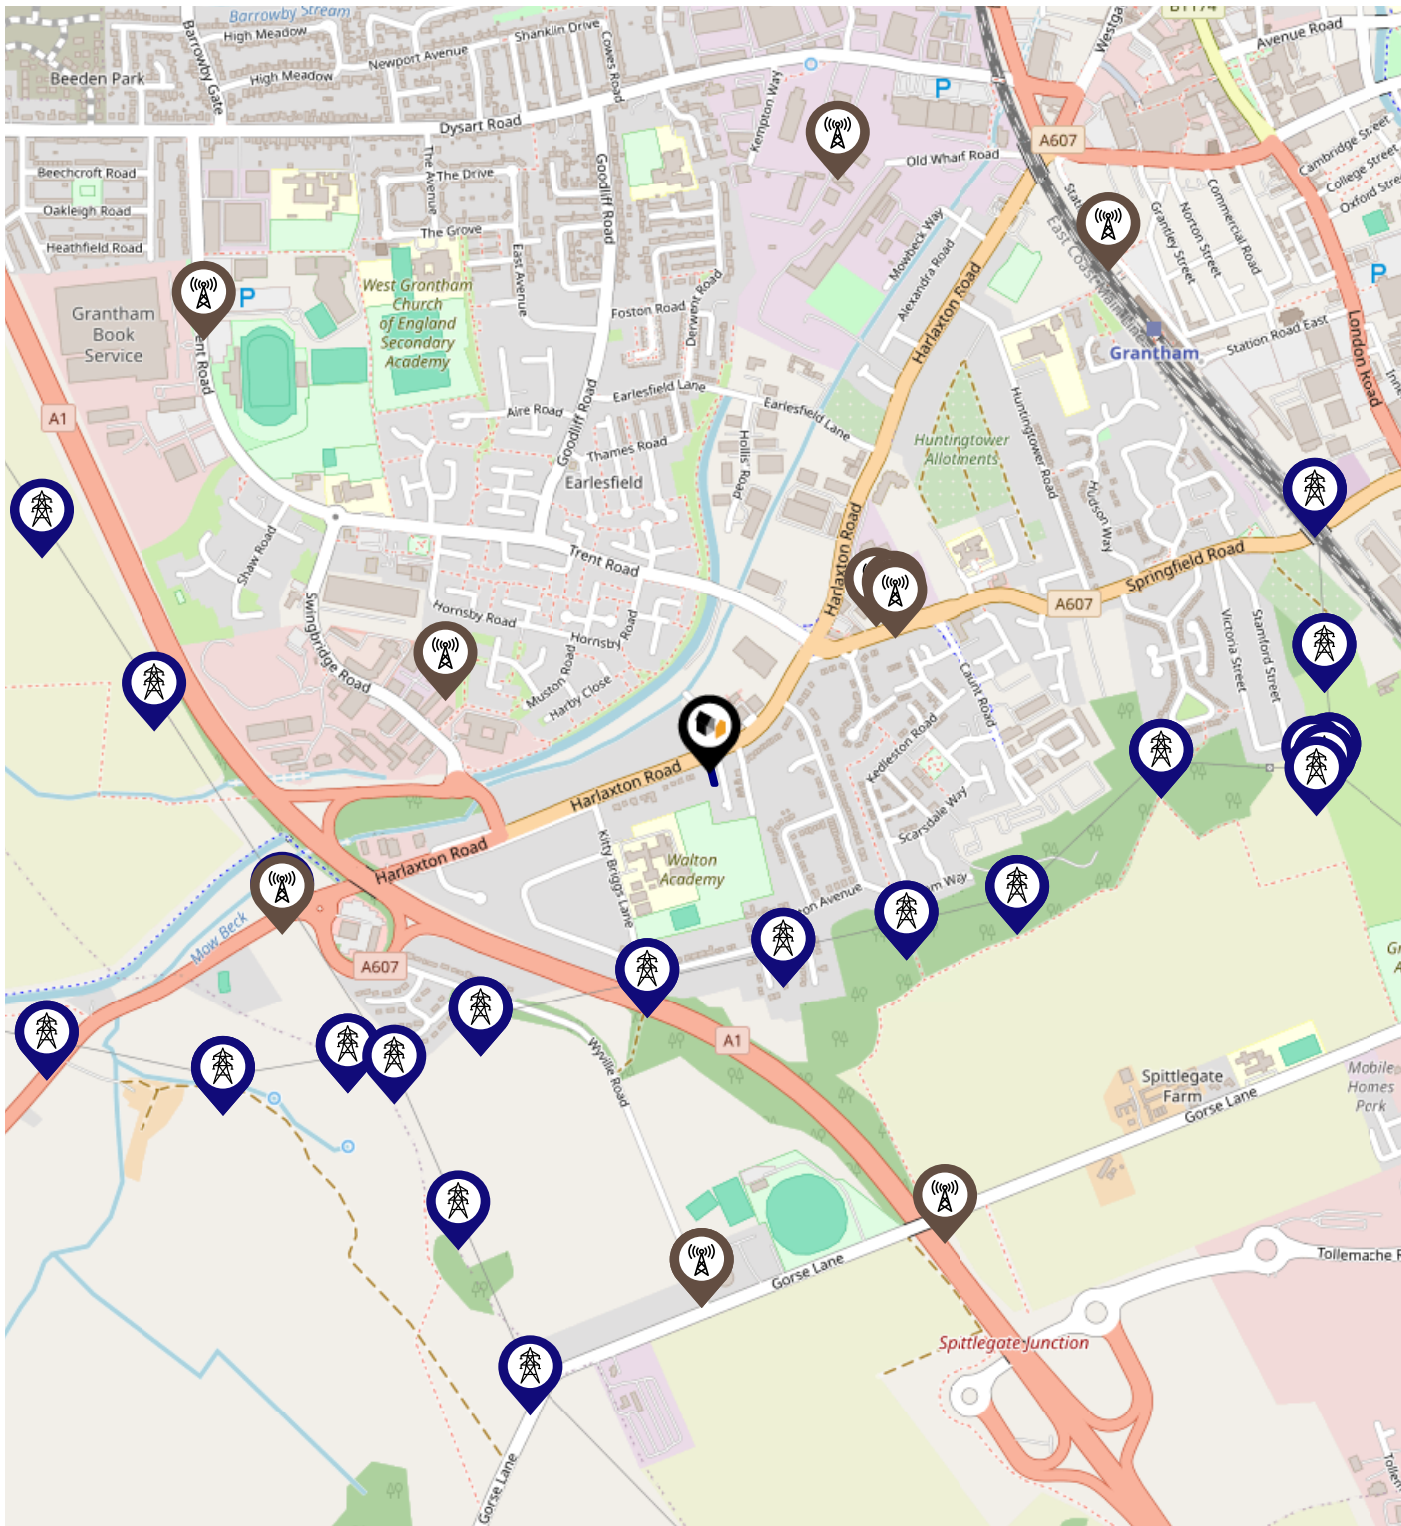 Barrowby Stream
High Meadow
Shanklin Drive
Newport Avenue
Beeden Park
High Meadow
Barrowby Gate
Cowes Road
B1174
Avenue Road
P
Dysart Road
Kempton Way
A607
Old Wharf Road
Cambridge Street
College Street
Beechcroft Road
The Avenue
The Drive
Goodliff Road
Oakleigh Road
The Grove
Heathfield Road
East Avenue
Mowbeck Way
Alexandra Road
Grantley Street
Norton Street
Commercial Road
P
P
West Grantham
Church
of England
Secondary
Academy
Grantham
Book
Service
Foston Road
Derwent Road
Harlaxton Road
Grantham
Station Road East
London Road
Earlesfield Lane
Aire Road
Earlesfield Lane
A1
Goodliff Road
Thames Road
Hollis' Road
Huntingtower
Allotments
Huntingtower Road
Earlesfield
Hudson Way
Harlaxton Road
Shaw Road
Trent Road
Springfield Road
A607
Swingbridge Road
Hornsby Road
Hornsby Road
Muston Road
Harby Close
Caunt Road
Victoria Street
Stamford Street
Kedleston Road
Harlaxton Road
Scarsdale Way
Kitty Briggs Lane
Walton
Academy
Harlaxton Road
Mow Beck
A607
A1
Wyville Road
Spittlegate
Farm
Gorse Lane
Mobile
Homes
Park
Gorse Lane
Spittlegate Junction
Gorse Lane